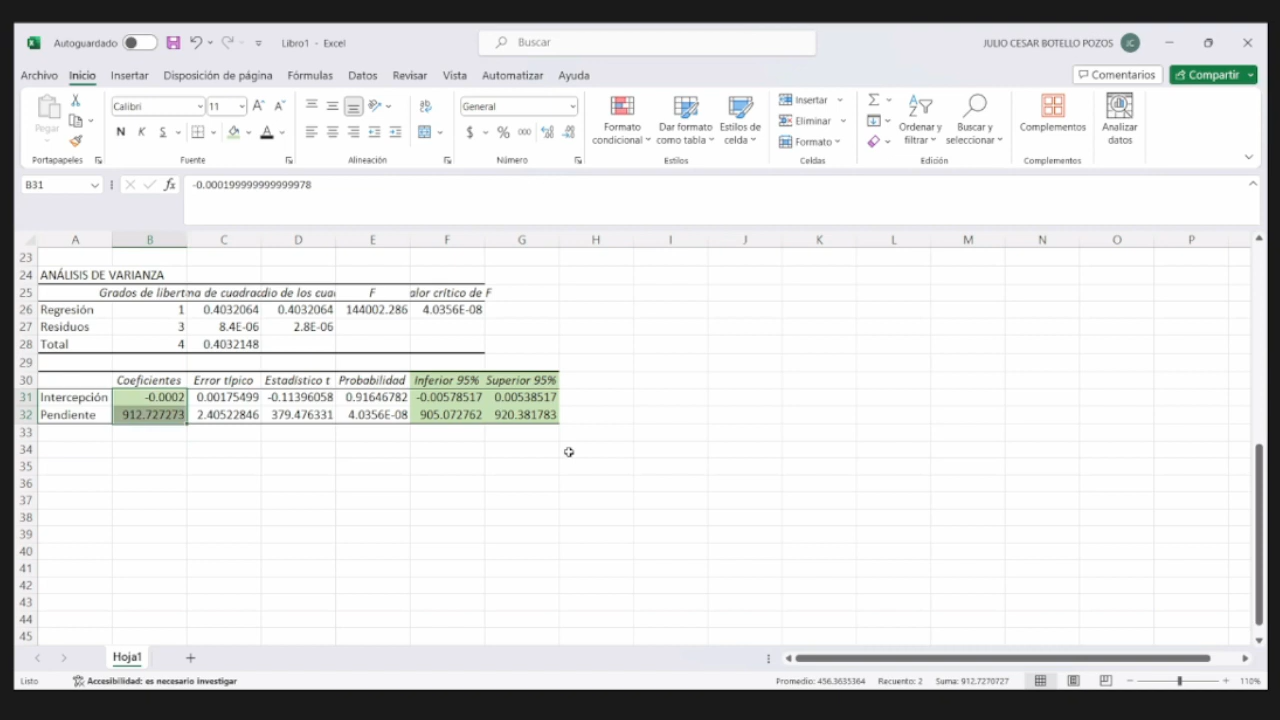 Autoguardado Libro1 - Excel Buscar JULIO CESAR BOTELLO POZOS JC
Archivo Inicio Insertar Disposición de página Fórmulas Datos Revisar Vista Automatizar Ayuda Comentarios Compartir
Pegar Calibri 11 A A General Formato condicional Dar formato como tabla Estilos de celda Insertar Eliminar Formato Ordenar y filtrar Buscar y seleccionar Complementos Analizar datos
N K S A $ % 000
Portapapeles Fuente Alineación Número Estilos Celdas Edición Complementos
B31 fx -0.000199999999999978
A B C D E F G H I J K L M N O P
23
24 ANÁLISIS DE VARIANZA
25 Grados de libert na de cuadrac dio de los cuad F alor crítico de F
26 Regresión 1 0.4032064 0.4032064 144002.286 4.0356E-08
27 Residuos 3 8.4E-06 2.8E-06
28 Total 4 0.4032148
29
30 Coeficientes Error típico Estadístico t Probabilidad Inferior 95% Superior 95%
31 Intercepción -0.0002 0.00175499 -0.11396058 0.91646782 -0.00578517 0.00538517
32 Pendiente 912.727273 2.40522846 379.476331 4.0356E-08 905.072762 920.381783
33
34
35
36
37
38
39
40
41
42
43
44
45
Hoja1
Listo Accesibilidad: es necesario investigar Promedio: 456.3635364 Recuento: 2 Suma: 912.7270727 110%